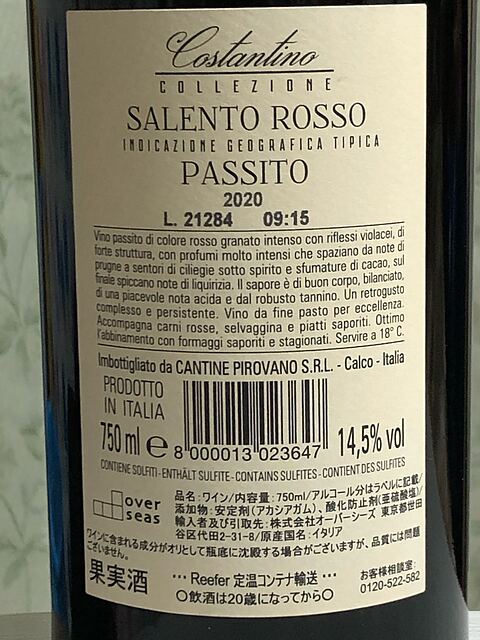 Costantino
COLLEZIONE
SALENTO ROSSO
INDICAZIONE GEOGRAFICA TIPICA
PASSITO
2020
L. 21284 09:15
Vino passito di colore rosso granato intenso con riflessi violacei, di
forte struttura, con profumi molto intensi che spaziano da note di
prugne a sentori di ciliegie sotto spirito e sfumature di cacao, sul
finale spiccano note di liquirizia. Il sapore è di buon corpo, bilanciato,
di una piacevole nota acida e dal robusto tannino. Un retrogusto
complesso e persistente. Vino da fine pasto per eccellenza.
Accompagna carni rosse, selvaggina e piatti saporiti. Ottimo
l'abbinamento con formaggi saporiti e stagionati. Servire a 18° C.
Imbottigliato da CANTINE PIROVANO S.R.L. - Calco - Italia
PRODOTTO
IN ITALIA
750 ml e 8 000013 023647 14,5% vol
CONTIENE SOLFITI - ENTHÄLT SULFITE - CONTAINS SULFITES - CONTIENT DES SULFITES
over
seas
品名:ワイン/内容量:750ml/アルコール分はラベルに記載/
添加物:安定剤(アカシアガム)、酸化防止剤(亜硫酸塩)/
輸入者及び引取先:株式会社オーバーシーズ 東京都世田
谷区代田2-31-8/原産国名:イタリア
ワインに含まれる成分がオリとして瓶底に沈殿する場合がございますが、品質には問題
ございません。
果実酒
… Reefer 定温コンテナ輸送 …
○飲酒は20歳になってから○
お客様相談室:
0120-522-582